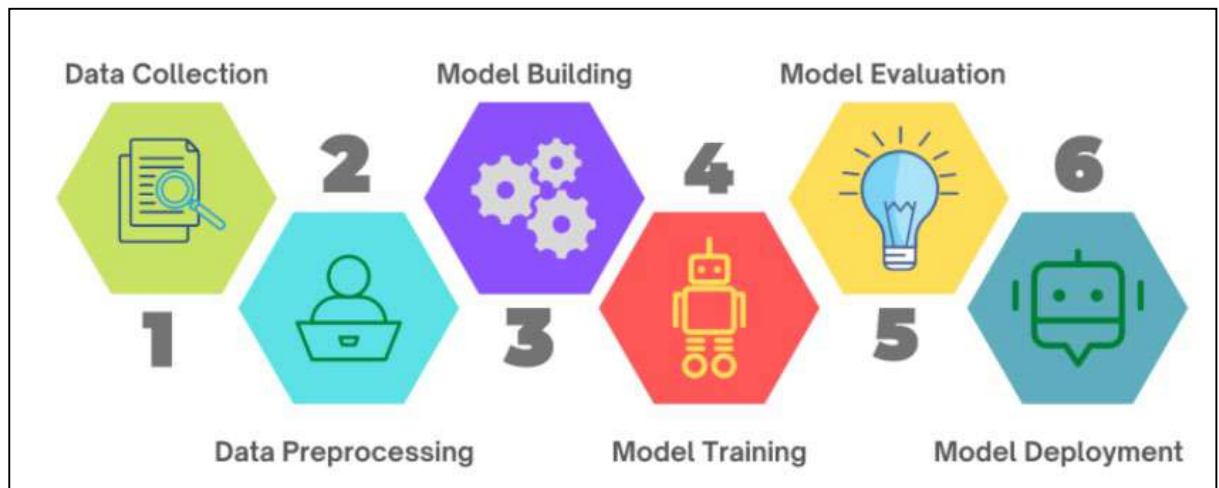 Data Collection
1
2
Data Preprocessing
Model Building
3
4
Model Training
Model Evaluation
5
6
Model Deployment